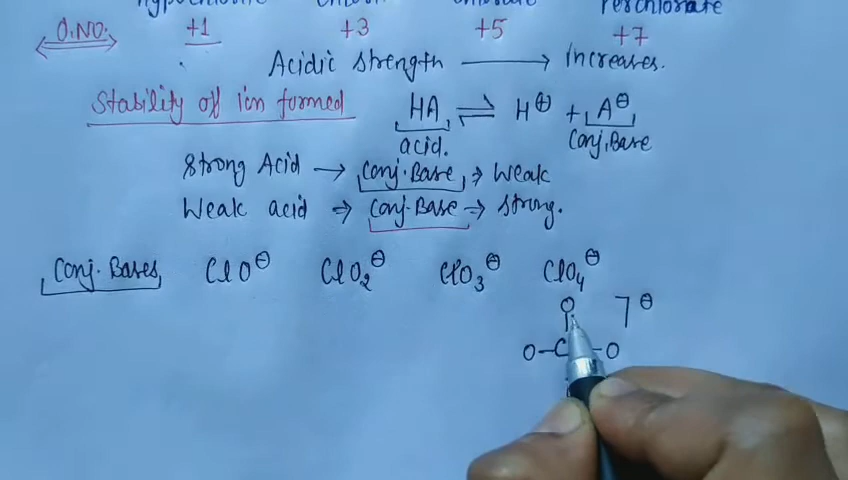 Perchlorate
O.NO. +1 +3 +5 +7
Acidic strength ⟶ increases.
Stability of ion formed HA ⇌ H⊕ + A⊖
acid. Conj. Base
Strong Acid → Conj. Base → Weak
Weak acid ⇒ Conj. Base → strong.
Conj. Bases ClO⊖ ClO2⊖ ClO3⊖ ClO4⊖
O ⊖
O-C -O